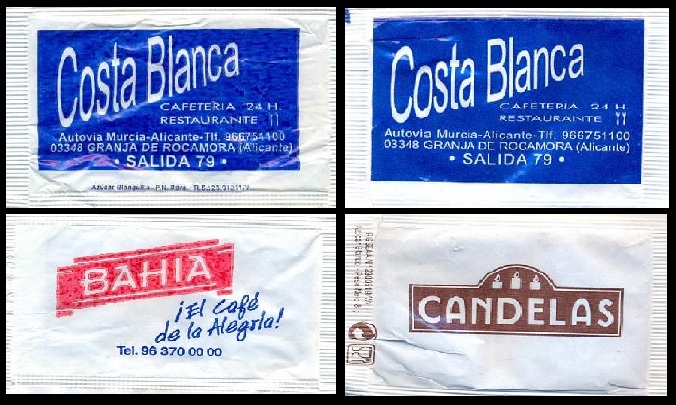 Costa Blanca
CAFETERIA 24 H.
RESTAURANTE
Autovia Murcia-Alicante-Tlf. 966751100
03348 GRANJA DE ROCAMORA (Alicante)
• SALIDA 79 •
Azúcar Blanquilla - P.N.
Costa Blanca
CAFETERIA 24 H.
RESTAURANTE
Autovia Murcia-Alicante-Tlf. 966751100
03348 GRANJA DE ROCAMORA (Alicante)
• SALIDA 79 •
BAHIA
¡El Café
de la Alegría!
Tel. 96 370 00 00
CANDELAS